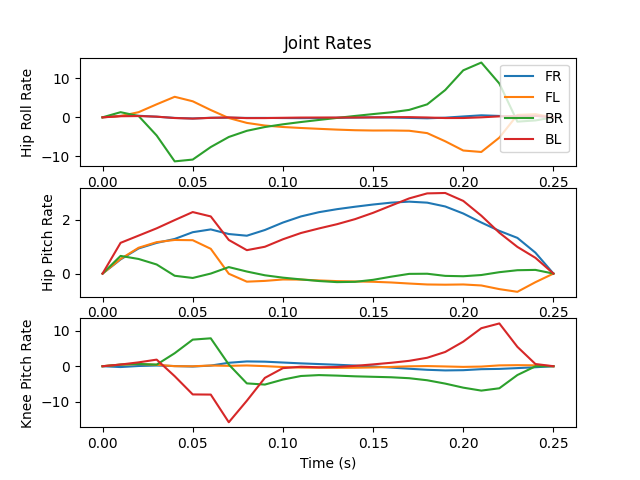 Joint Rates
Hip Roll Rate
10
0
−10
FR
FL
BR
BL
0.00 0.05 0.10 0.15 0.20 0.25
Hip Pitch Rate
2
0
0.00 0.05 0.10 0.15 0.20 0.25
Knee Pitch Rate
10
0
−10
0.00 0.05 0.10 0.15 0.20 0.25
Time (s)